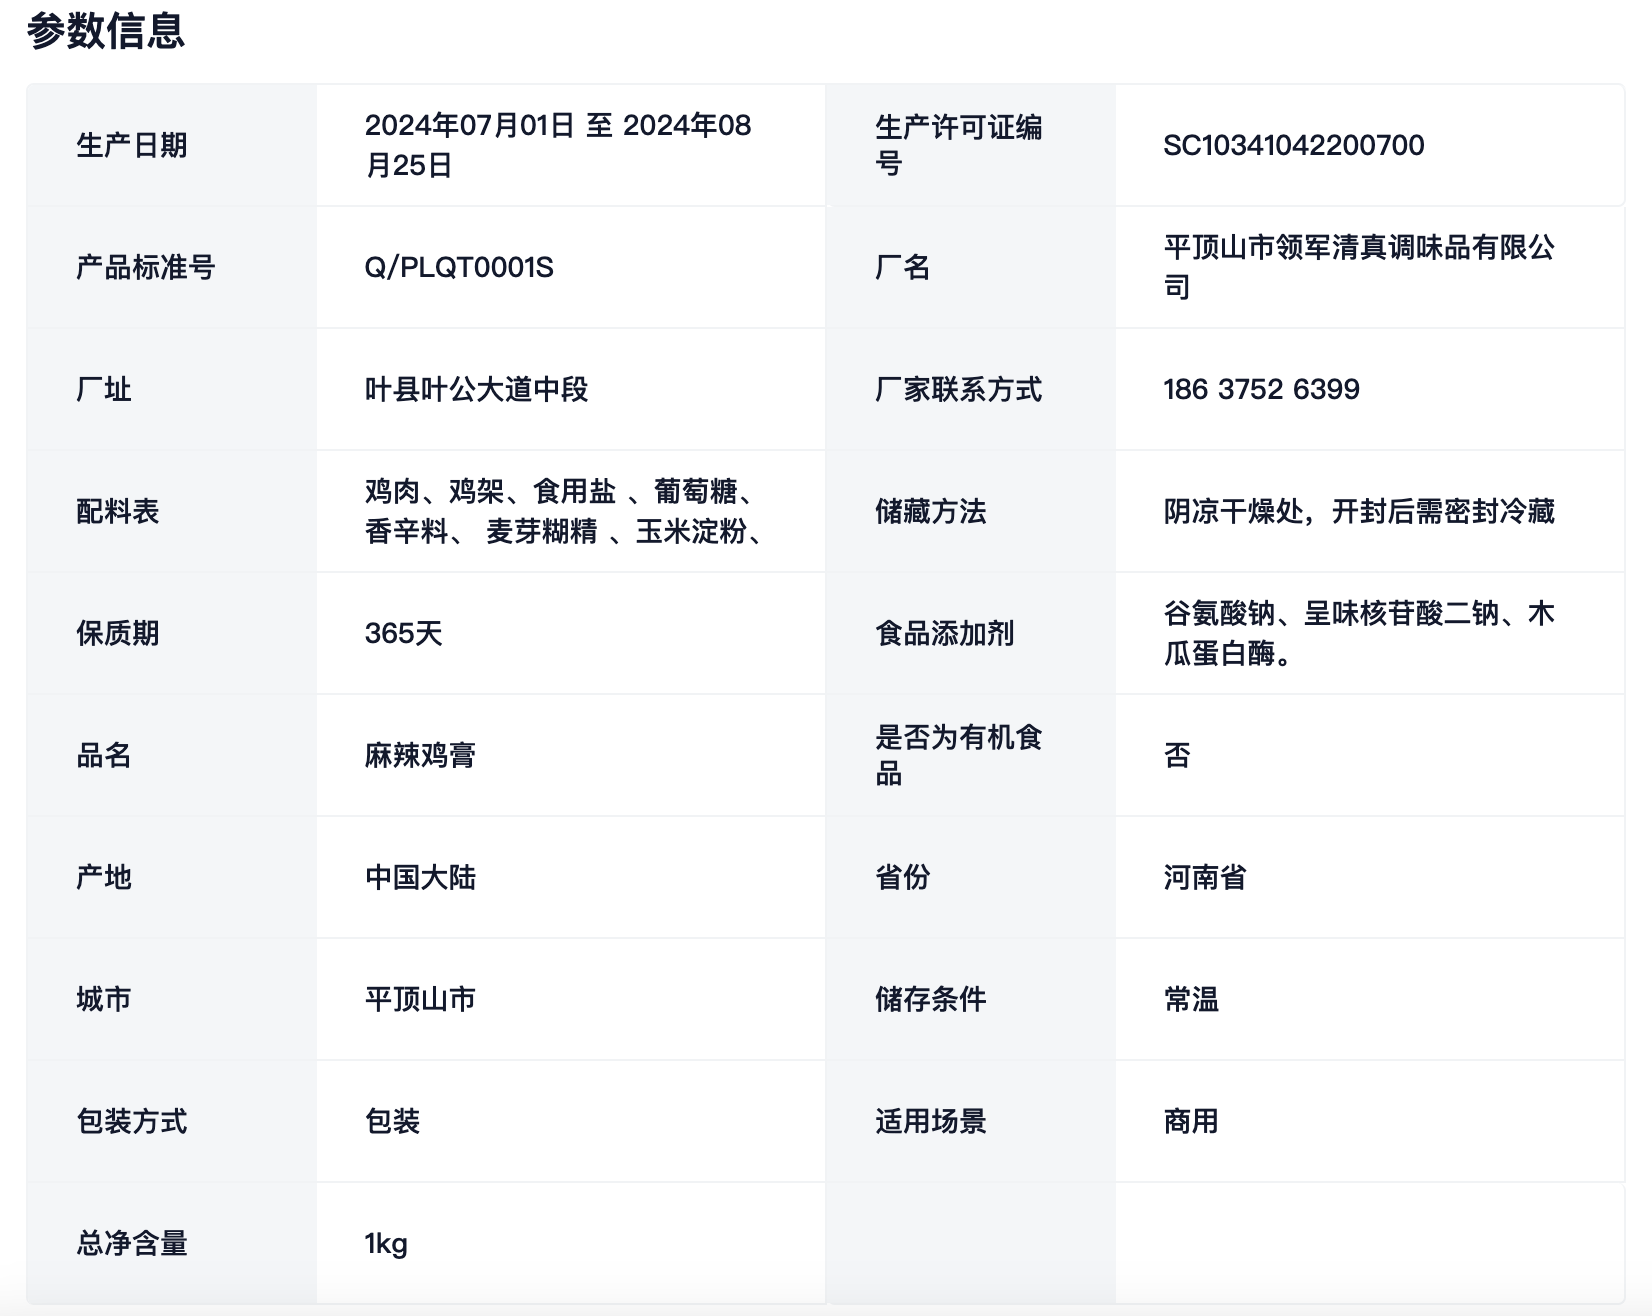 参数信息
生产日期
2024年07月01日 至 2024年08
月25日
生产许可证编
号
SC10341042200700
产品标准号
Q/PLQT0001S
厂名
平顶山市领军清真调味品有限公
司
厂址
叶县叶公大道中段
厂家联系方式
186 3752 6399
配料表
鸡肉、鸡架、食用盐 、葡萄糖、
香辛料、 麦芽糊精 、玉米淀粉、
储藏方法
阴凉干燥处，开封后需密封冷藏
保质期
365天
食品添加剂
谷氨酸钠、呈味核苷酸二钠、木
瓜蛋白酶。
品名
麻辣鸡膏
是否为有机食
品
否
产地
中国大陆
省份
河南省
城市
平顶山市
储存条件
常温
包装方式
包装
适用场景
商用
总净含量
1kg